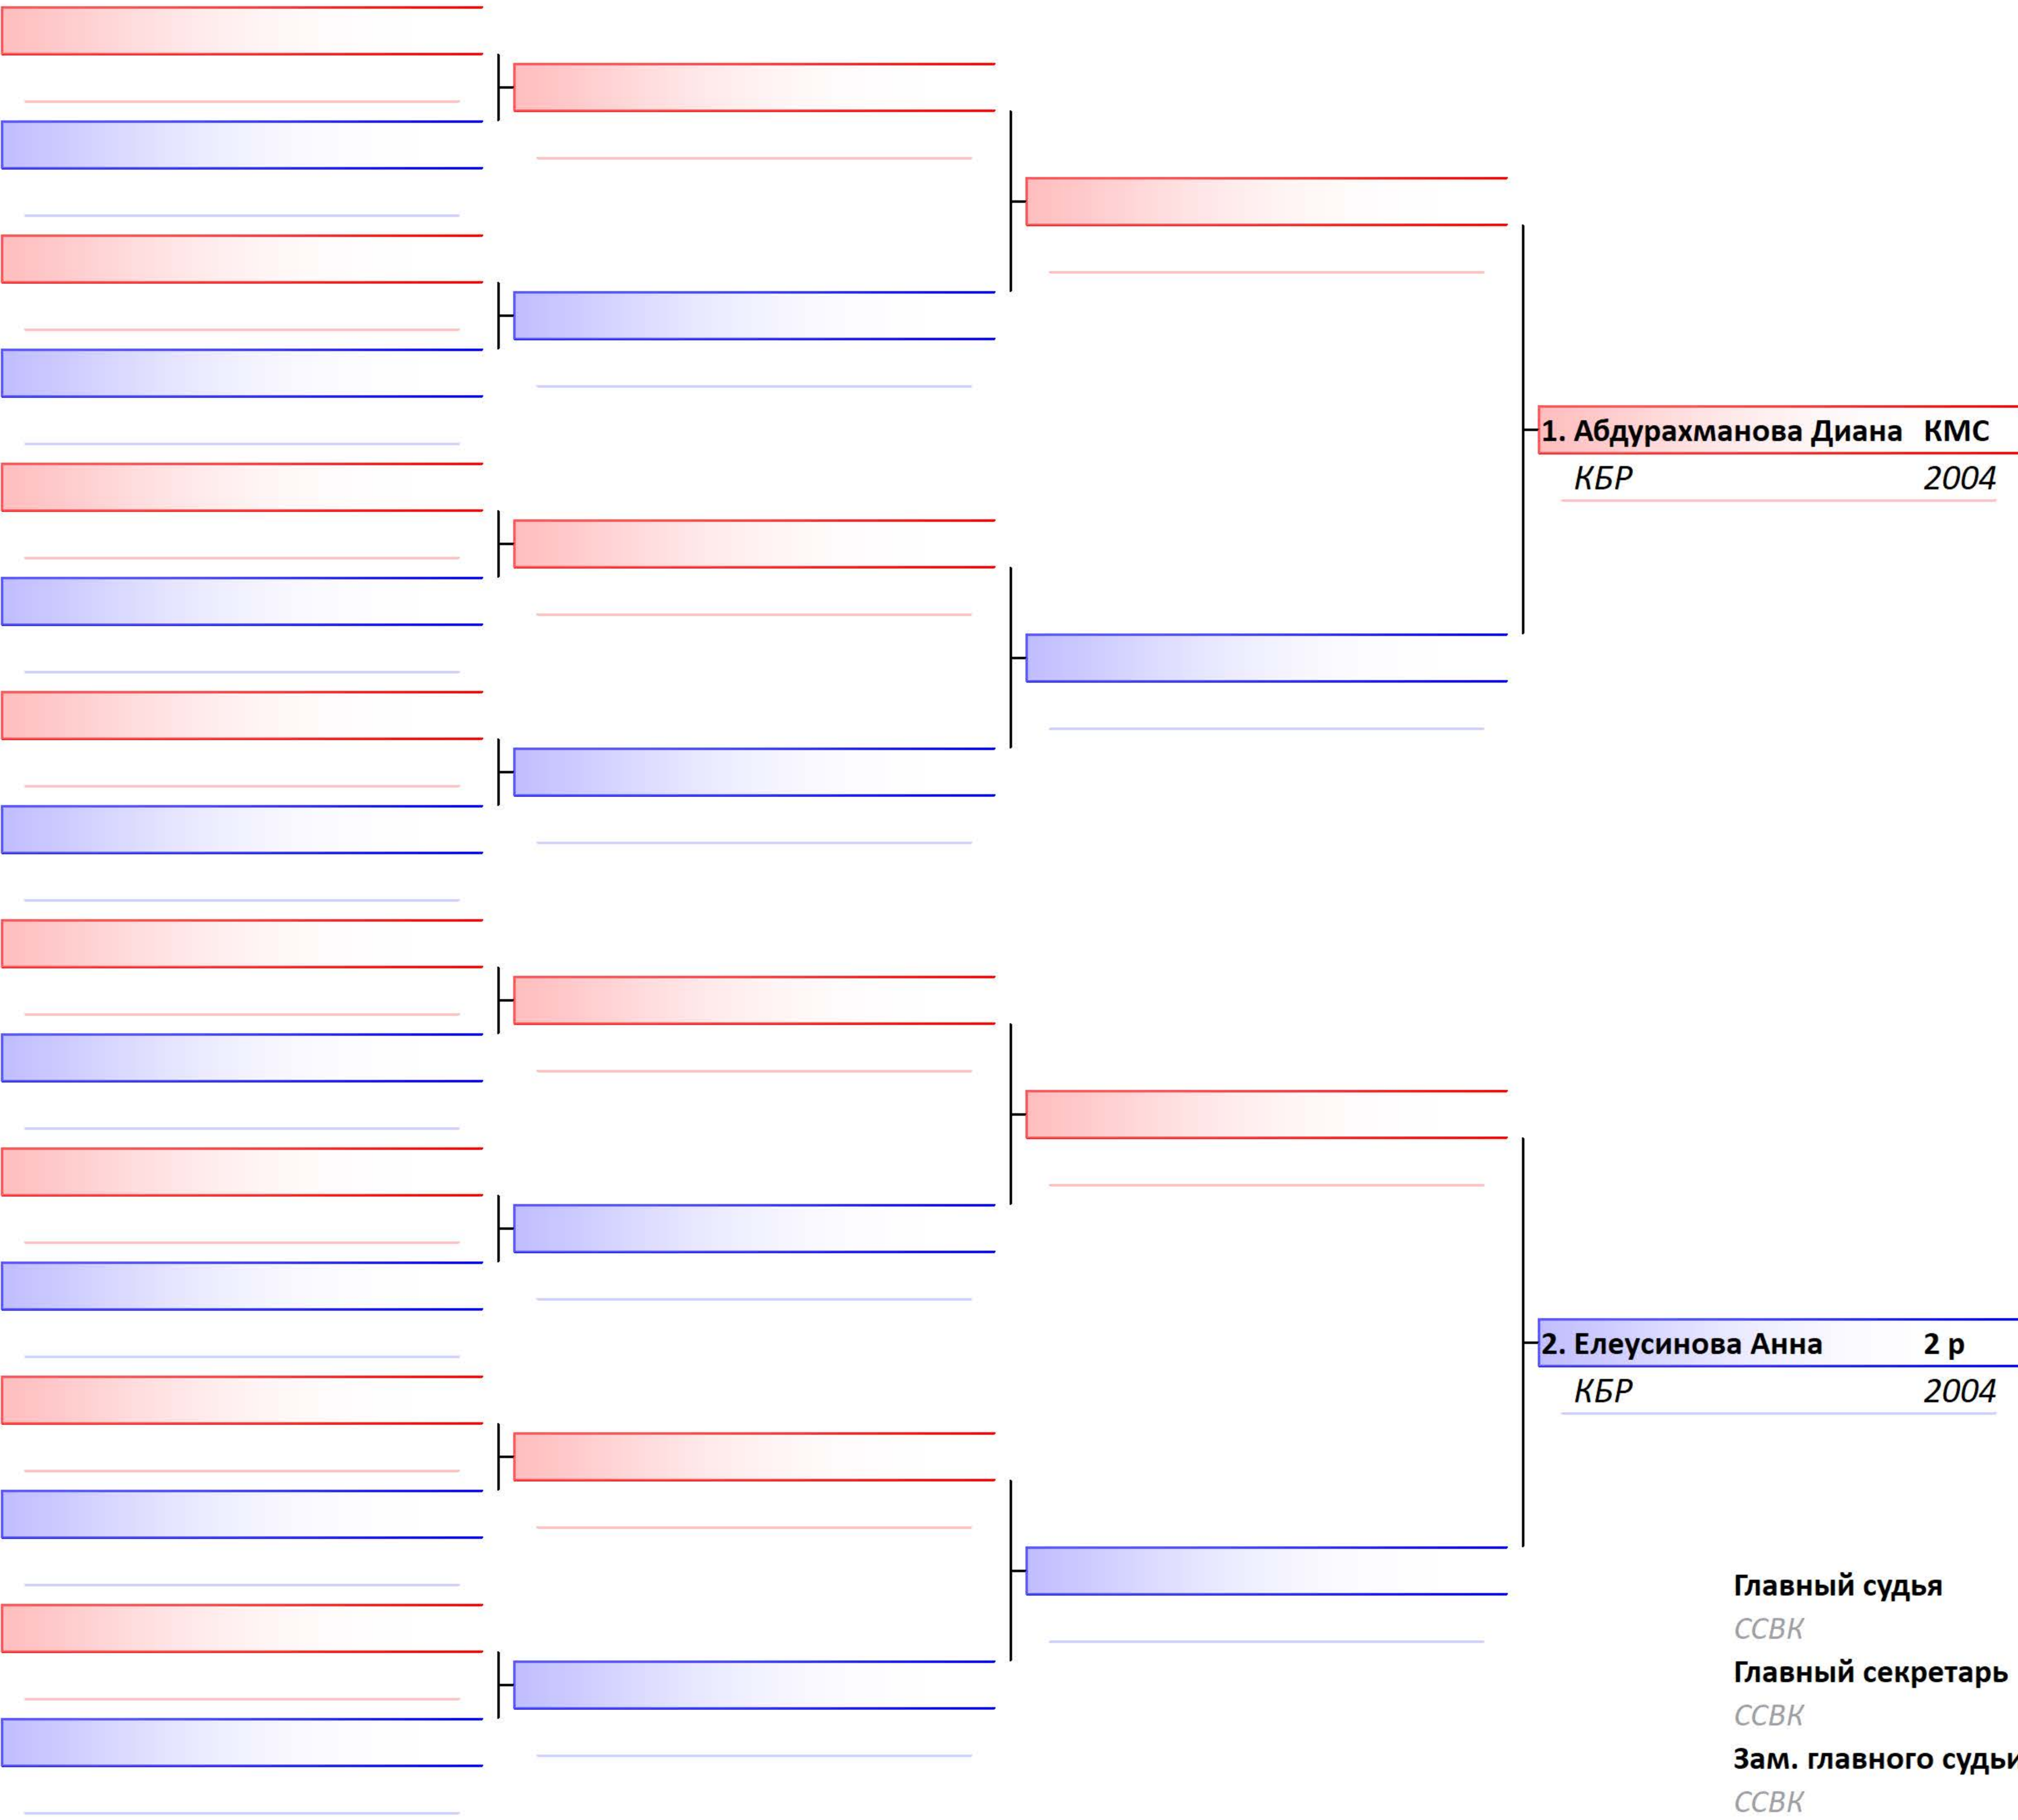 1. Абдурахманова Диана КМС
КБР 2004
2. Елеусинова Анна 2 р
КБР 2004
Главный судья
ССВК
Главный секретарь
ССВК
Зам. главного судьи
ССВК